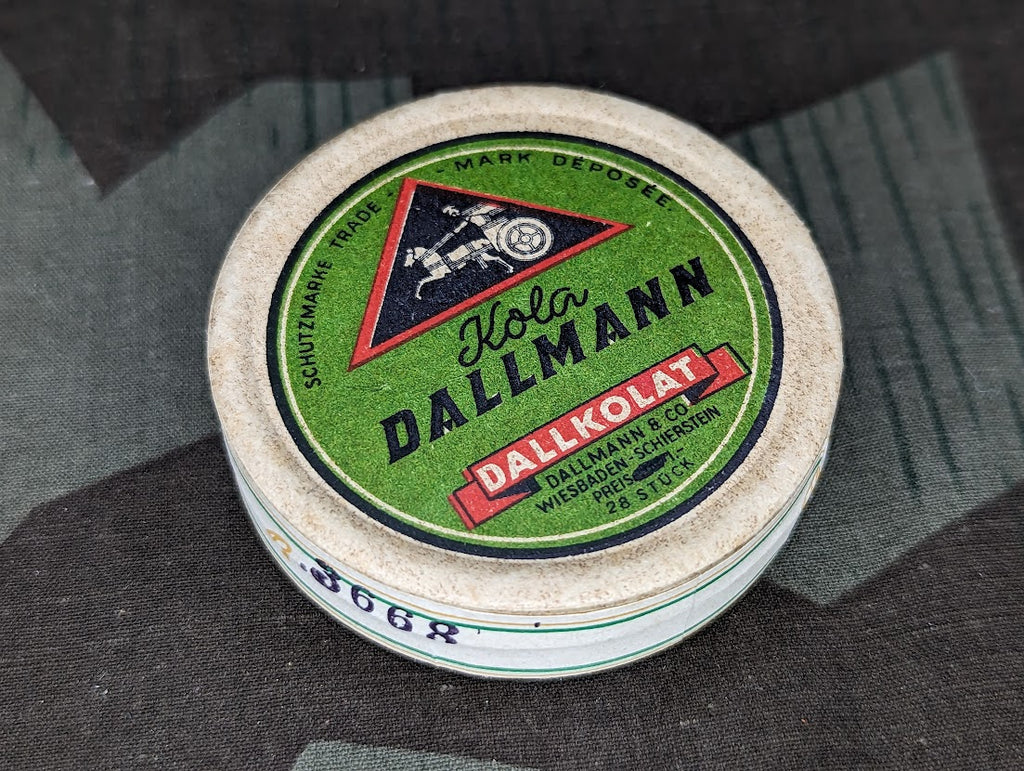 SCHUTZMARKE TRADE - MARK DÉPOSÉE.
Kola
DALLMANN
DALLKOLAT
DALLMANN & CO
WIESBADEN-SCHIERSTEIN
PREIS
28 STÜCK
3668